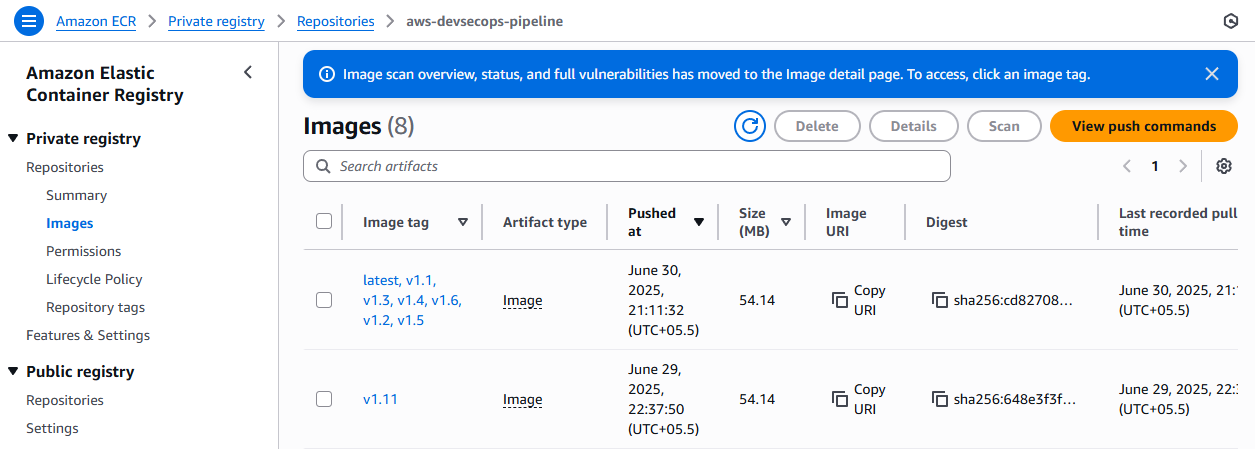 Amazon ECR > Private registry > Repositories > aws-devsecops-pipeline
Amazon Elastic
Container Registry
Private registry
Repositories
Summary
Images
Permissions
Lifecycle Policy
Repository tags
Features & Settings
Public registry
Repositories
Settings
Image scan overview, status, and full vulnerabilities has moved to the Image detail page. To access, click an image tag.
Images (8)
Delete
Details
Scan
View push commands
Search artifacts
1
Image tag
Artifact type
Pushed
at
Size
(MB)
Image
URI
Digest
Last recorded pull
time
latest, v1.1,
v1.3, v1.4, v1.6,
v1.2, v1.5
Image
June 30,
2025,
21:11:32
(UTC+05.5)
54.14
Copy
URI
sha256:cd82708...
June 30, 2025, 21:
(UTC+05.5)
v1.11
Image
June 29,
2025,
22:37:50
(UTC+05.5)
54.14
Copy
URI
sha256:648e3f3f...
June 29, 2025, 22:
(UTC+05.5)